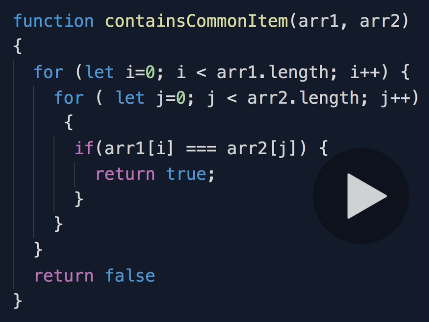 function containsCommonItem(arr1, arr2)
{
  for (let i=0; i < arr1.length; i++) {
    for ( let j=0; j < arr2.length; j++)
     {
      if(arr1[i] === arr2[j]) {
        return true;
      }
    }
  }
  return false
}